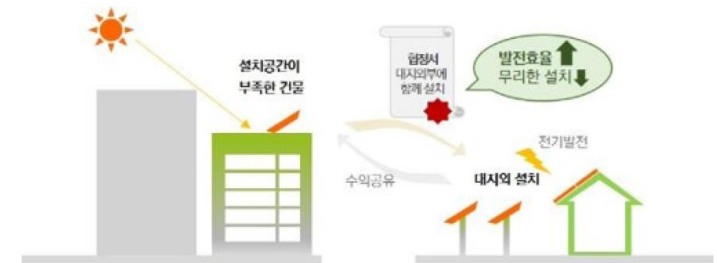 설치공간이
부족한 건물
협정서
대지외부에
함께 설치
발전효율
무리한 설치
전기발전
수익공유
대지외 설치